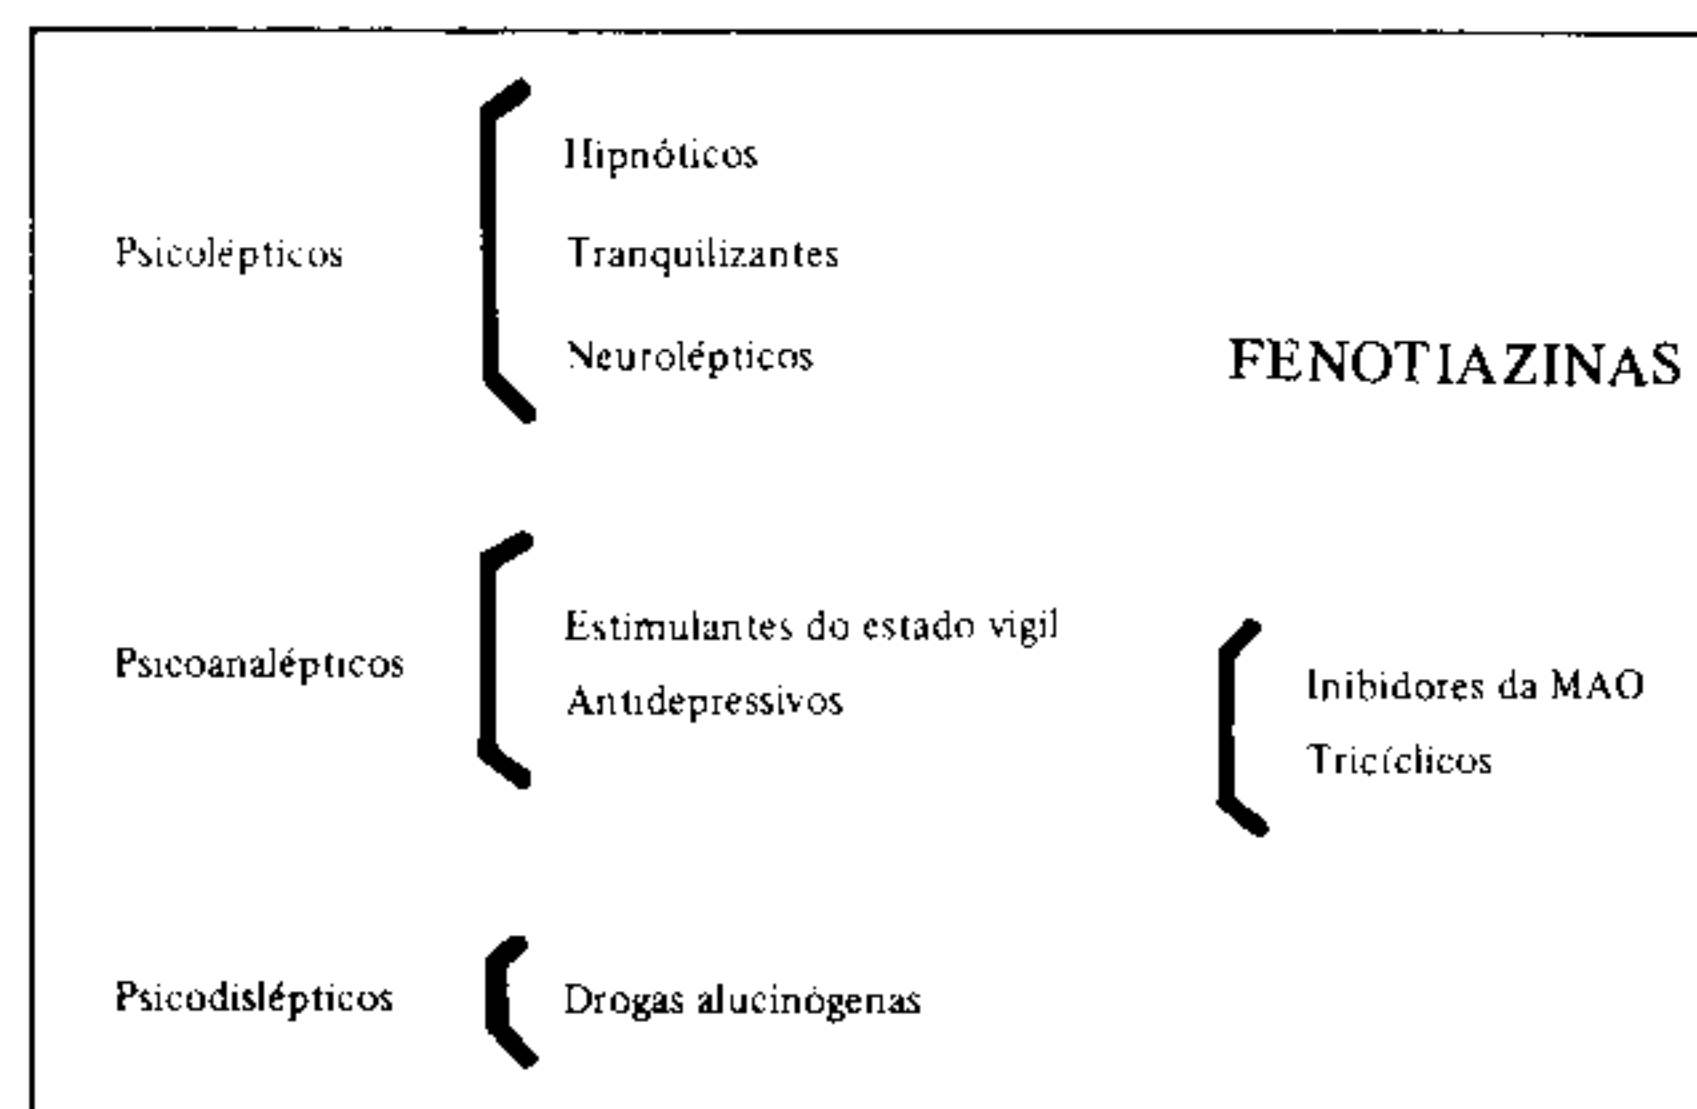 Hipnóticos
Psicolépticos
Tranquilizantes
Neurolépticos
FENOTIAZINAS
Estimulantes do estado vigil
Psicoanalépticos
Antidepressivos
Inibidores da MAO
Tricíclicos
Psicodislépticos
Drogas alucinógenas